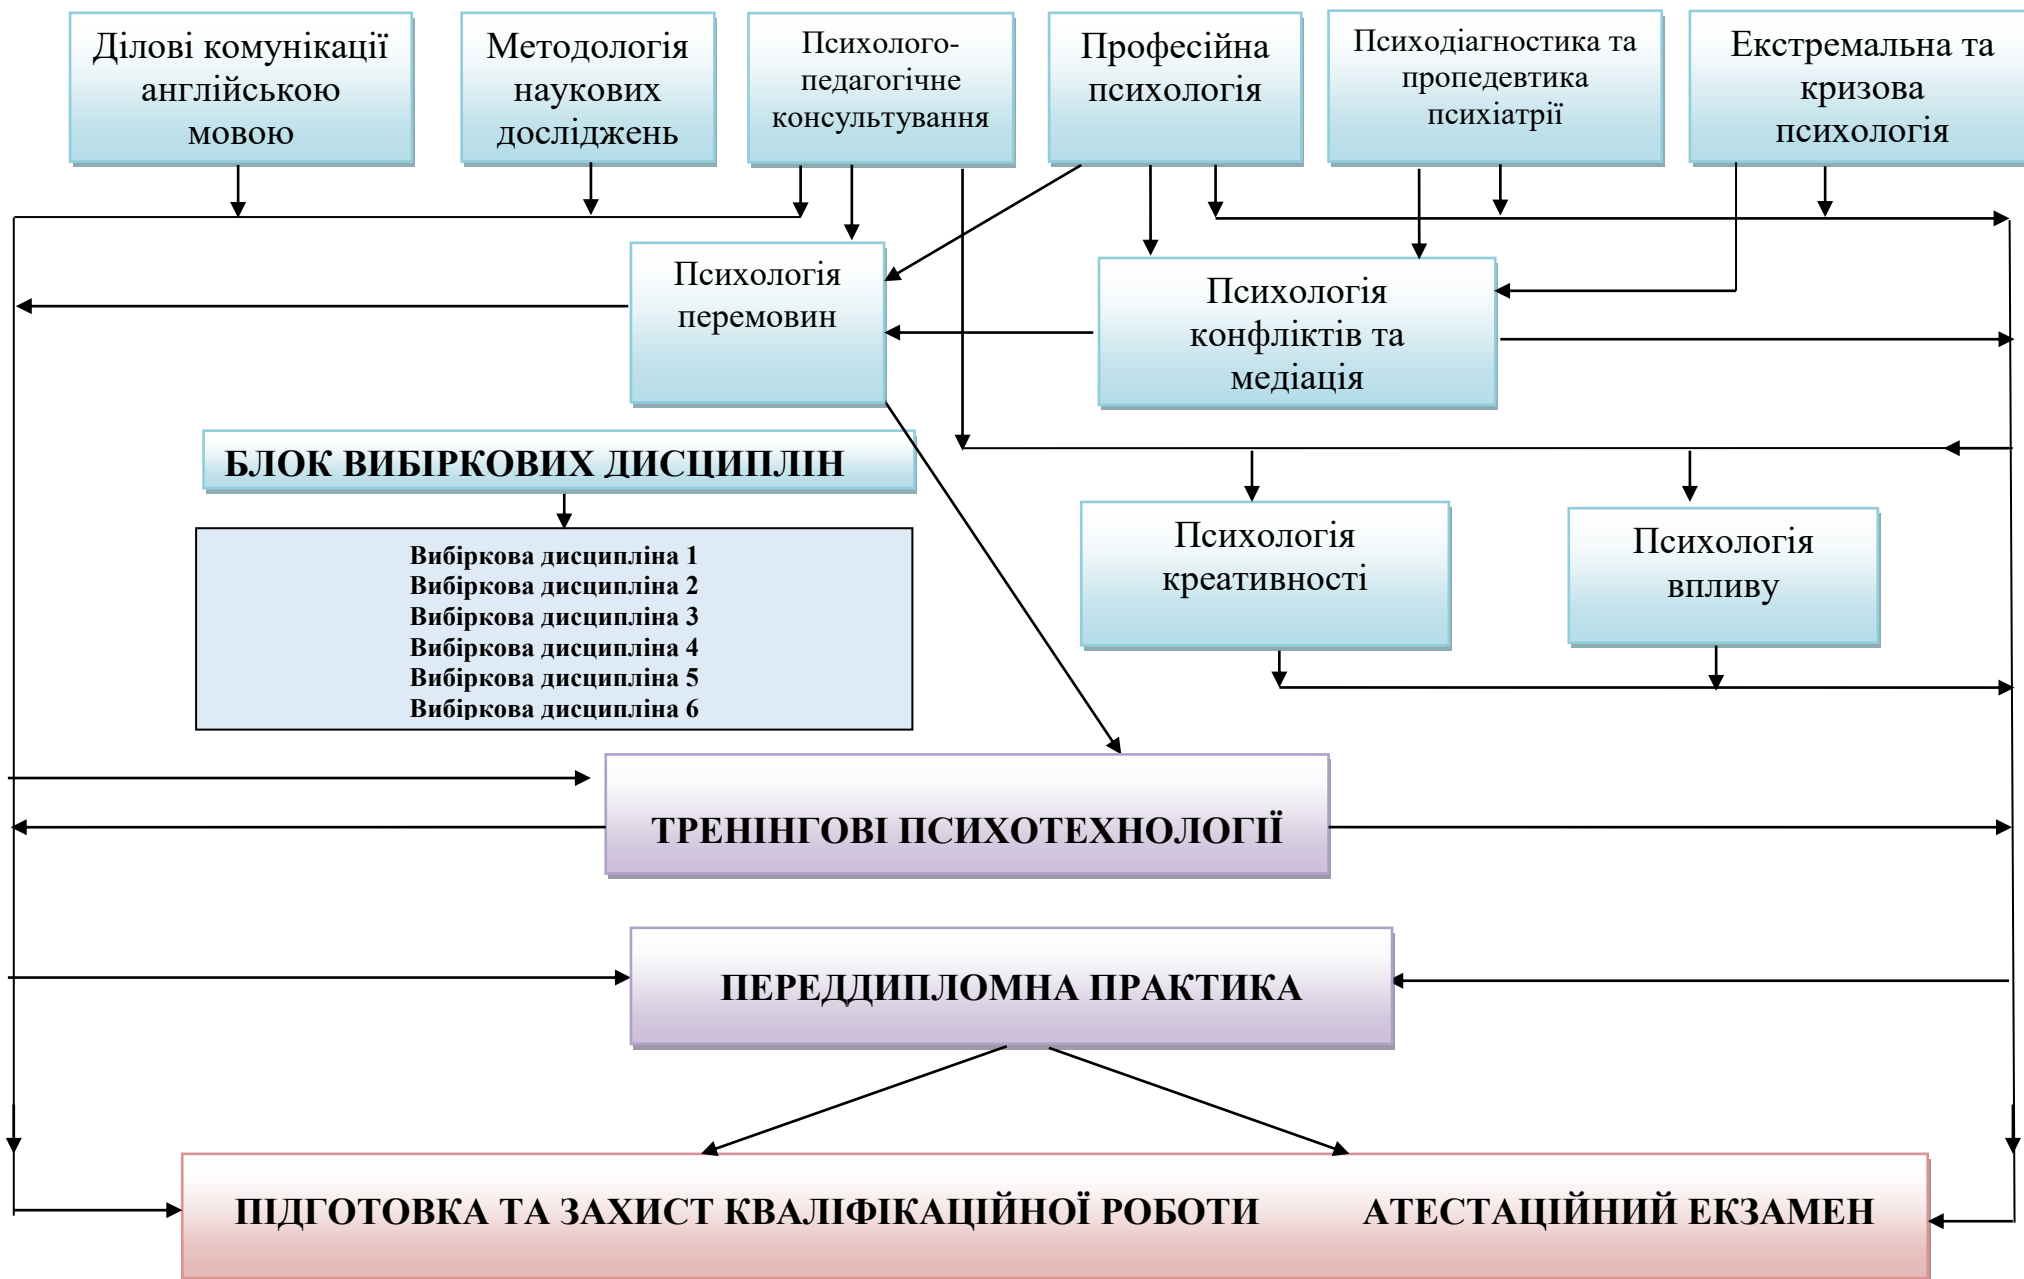 Ділові комунікації
англійською
мовою
Методологія
наукових
досліджень
Психолого-
педагогічне
консультування
Професійна
психологія
Психодіагностика та
пропедевтика
психіатрії
Екстремальна та
кризова
психологія
Психологія
перемовин
Психологія
конфліктів та
медіація
БЛОК ВИБІРКОВИХ ДИСЦИПЛІН
Вибіркова дисципліна 1
Вибіркова дисципліна 2
Вибіркова дисципліна 3
Вибіркова дисципліна 4
Вибіркова дисципліна 5
Вибіркова дисципліна 6
Психологія
креативності
Психологія
впливу
ТРЕНІНГОВІ ПСИХОТЕХНОЛОГІЇ
ПЕРЕДДИПЛОМНА ПРАКТИКА
ПІДГОТОВКА ТА ЗАХИСТ КВАЛІФІКАЦІЙНОЇ РОБОТИ АТЕСТАЦІЙНИЙ ЕКЗАМЕН